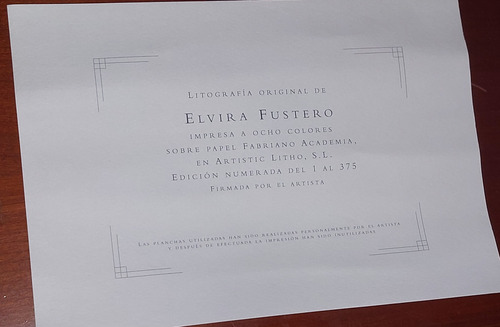 Litografía original de
Elvira Fustero
impresa a ocho colores
sobre papel Fabriano Academia,
en Artistic Litho, S.L.
Edición numerada del 1 al 375
Firmada por el artista
Las planchas utilizadas han sido realizadas personalmente por el artista
y después de efectuada la impresión han sido inutilizadas